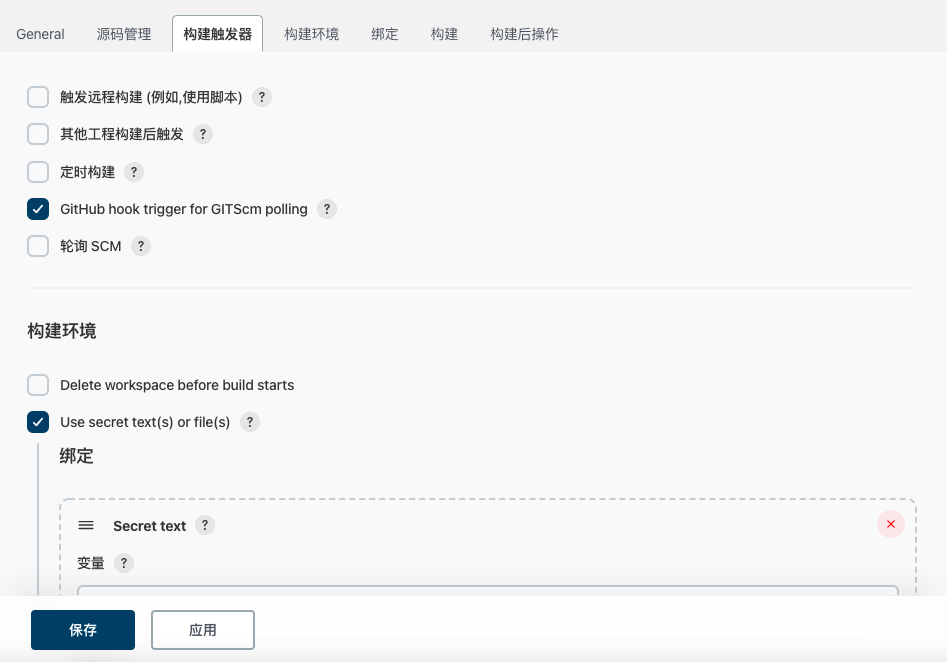 General 源码管理 构建触发器 构建环境 绑定 构建 构建后操作
触发远程构建 (例如,使用脚本) ?
其他工程构建后触发 ?
定时构建 ?
GitHub hook trigger for GITScm polling ?
轮询 SCM ?
构建环境
Delete workspace before build starts
Use secret text(s) or file(s) ?
绑定
Secret text ?
变量 ?
保存 应用